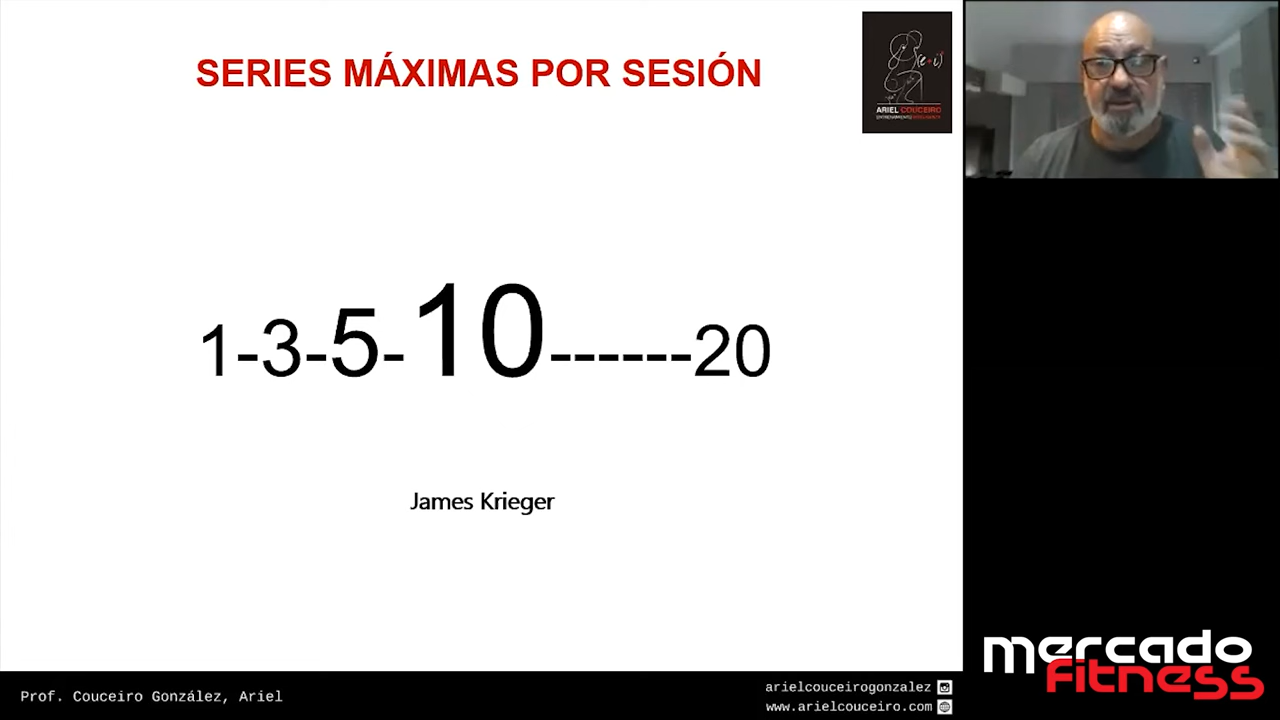 SERIES MÁXIMAS POR SESIÓN
ARIEL COUCEIRO
1-3-5-10------20
James Krieger
Prof. Couceiro González, Ariel
arielcouceirogonzalez
www.arielcouceiro.com
mercado
fitness